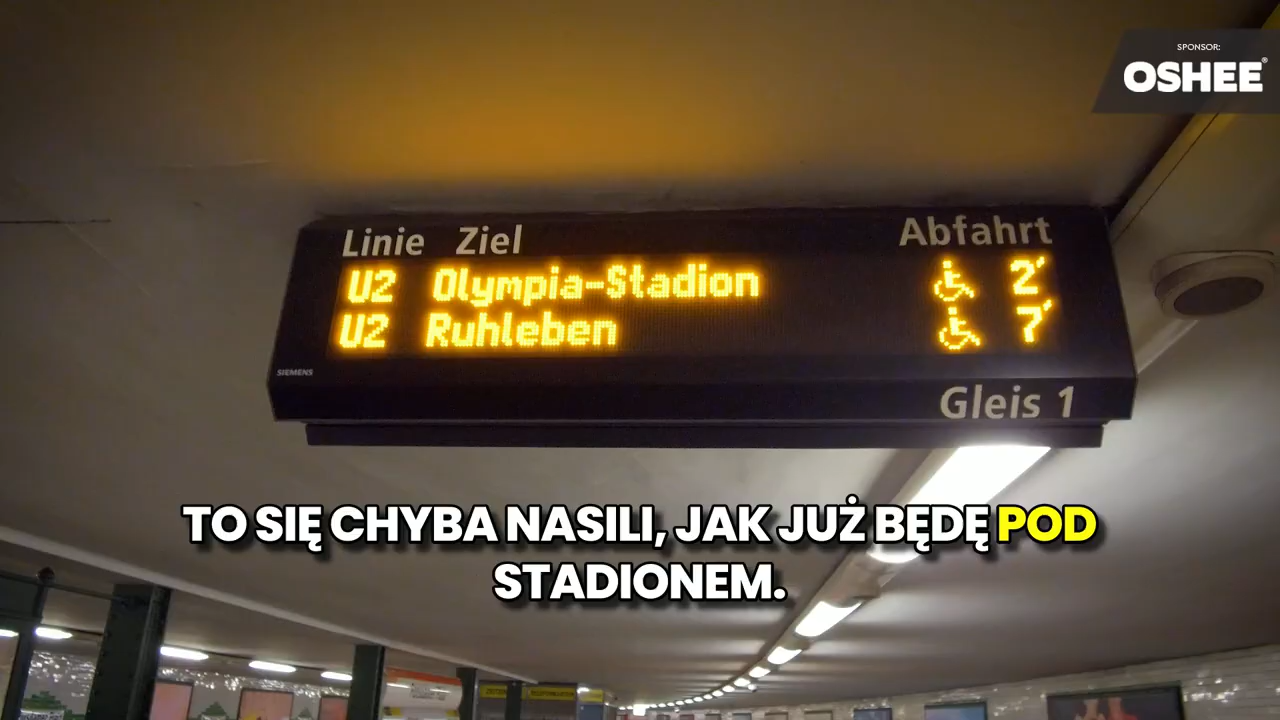 SPONSOR:
OSHEE®
Linie Ziel Abfahrt
U2 Olympia-Stadion 2'
U2 Ruhleben 7'
SIEMENS
Gleis 1
TO SIĘ CHYBA NASILI, JAK JUŻ BĘDĘ POD
STADIONEM.